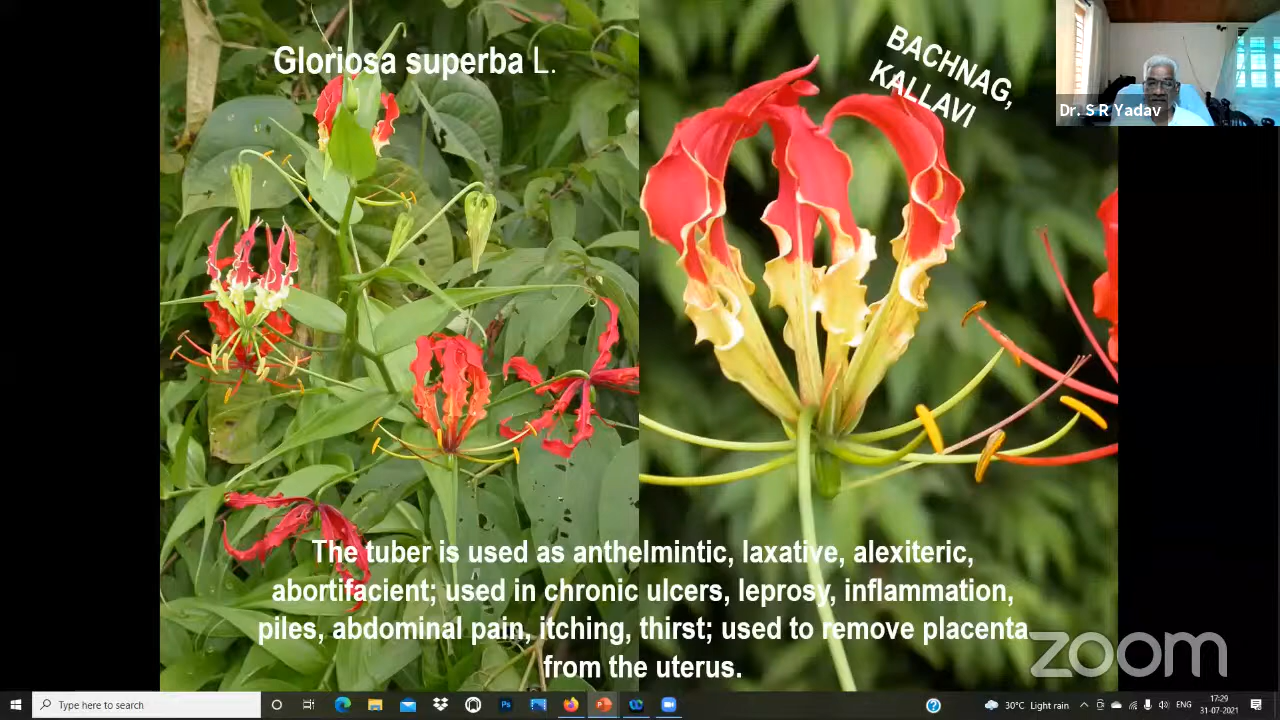 Gloriosa superba L.
BACHNAG,
KALLAVI
Dr. S R Yadav
The tuber is used as anthelmintic, laxative, alexiteric,
abortifacient; used in chronic ulcers, leprosy, inflammation,
piles, abdominal pain, itching, thirst; used to remove placenta
from the uterus.
zoom
Type here to search
30°C Light rain
ENG
17:29
31-07-2021